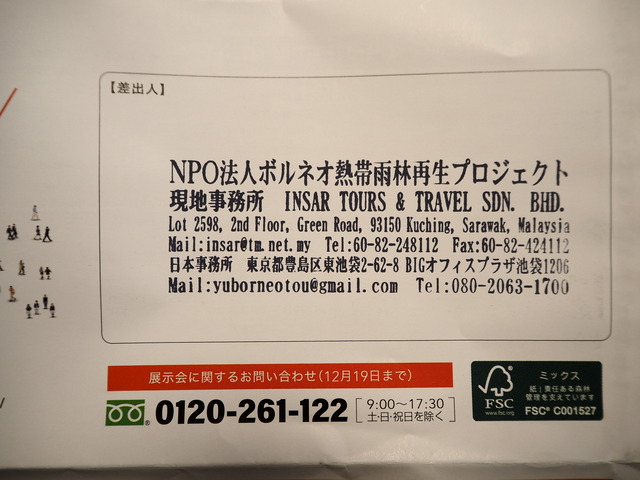 【差出人】
NPO法人ボルネオ熱帯雨林再生プロジェクト
現地事務所 INSAR TOURS & TRAVEL SDN. BHD.
Lot 2598, 2nd Floor, Green Road, 93150 Kuching, Sarawak, Malaysia
Mail:insar@tm.net.my Tel:60-82-248112 Fax:60-82-424112
日本事務所 東京都豊島区東池袋2-62-8 BIGオフィスプラザ池袋1206
Mail:yuborneotou@gmail.com Tel:080-2063-1700
展示会に関するお問い合わせ(12月19日まで)
0120-261-122 [9:00〜17:30
土・日・祝日を除く]
FSC
www.fsc.org
ミックス
紙|責任ある森林
管理を支えています
FSC® C001527